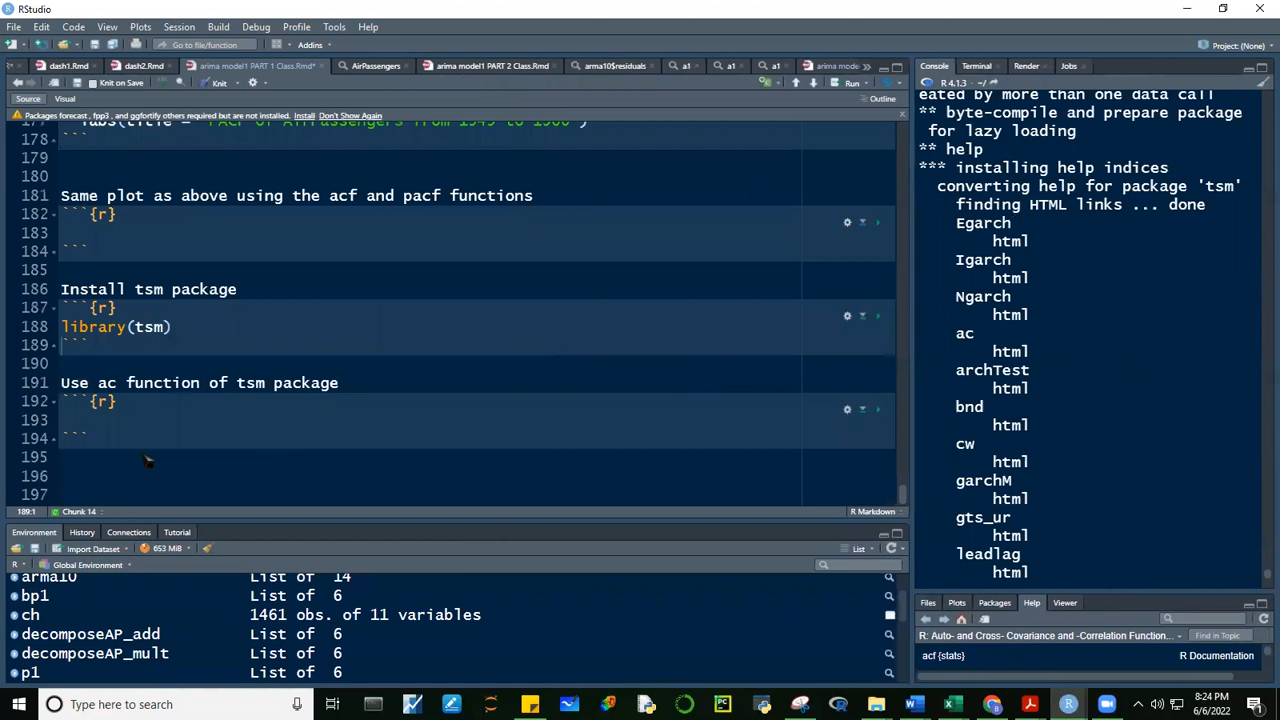 RStudio
File Edit Code View Plots Session Build Debug Profile Tools Help
Go to file/function Addins Project: (None)
dash1.Rmd dash2.Rmd arima model1 PART 1 Class.Rmd* AirPassengers arima model1 PART 2 Class.Rmd arma10$residuals a1 a1 a1 arima mode
Knit on Save Knit Run
Source Visual Outline
Packages forecast , fpp3 , and ggfortify others required but are not installed. Install Don't Show Again
178 ```
179
180
181 Same plot as above using the acf and pacf functions
182 ```{r}
183
184 ```
185
186 Install tsm package
187 ```{r}
188 library(tsm)
189 ```
190
191 Use ac function of tsm package
192 ```{r}
193
194 ```
195
196
197
189:1 Chunk 14 R Markdown
Environment History Connections Tutorial
Import Dataset 653 MiB List
R Global Environment
arma10 List of 14
bp1 List of 6
ch 1461 obs. of 11 variables
decomposeAP_add List of 6
decomposeAP_mult List of 6
p1 List of 6
Console Terminal Render Jobs
R 4.1.3 · ~/
eated by more than one data call
** byte-compile and prepare package
for lazy loading
** help
*** installing help indices
converting help for package 'tsm'
finding HTML links ... done
Egarch
html
Igarch
html
Ngarch
html
ac
html
archTest
html
bnd
html
cw
html
garchM
html
gts_ur
html
leadlag
html
Files Plots Packages Help Viewer
R: Auto- and Cross- Covariance and -Correlation Function... Find in Topic
acf {stats} R Documentation
Type here to search
8:24 PM
6/6/2022